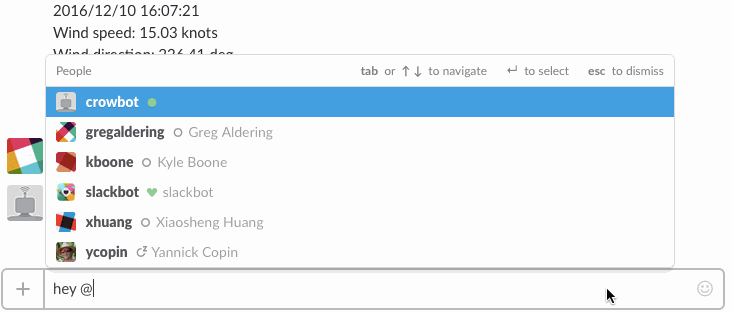 2016/12/10 16:07:21
Wind speed: 15.03 knots
Wind direction: 226.41 deg
People tab or ↑↓ to navigate ↵ to select esc to dismiss
crowbot
gregaldering Greg Aldering
kboone Kyle Boone
slackbot slackbot
xhuang Xiaosheng Huang
ycopin Yannick Copin
hey @